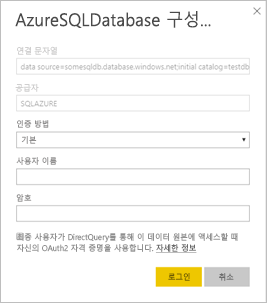 AzureSQLDatabase 구성...
연결 문자열
data source=somesqldb.database.windows.net;initial catalog=testdb
공급자
SQLAZURE
인증 방법
기본
사용자 이름
암호
종 사용자가 DirectQuery를 통해 이 데이터 원본에 액세스할 때
자신의 OAuth2 자격 증명을 사용합니다. 자세한 정보
로그인
취소